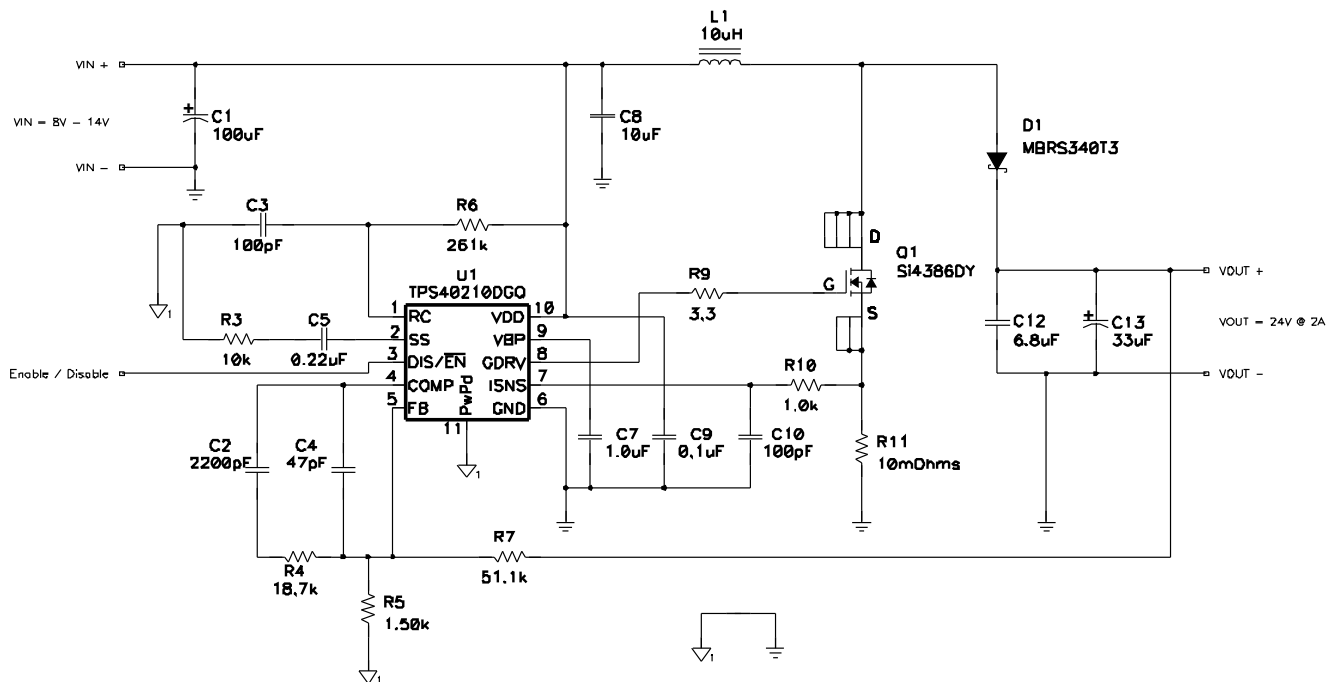 L1
10uH
VIN +
C1
100uF
C8
10uF
VIN = 8V - 14V
D1
MBRS340T3
VIN -
C3
100pF
R6
261k
D
Q1
Si4386DY
G
S
VOUT +
U1
TPS40210DGQ
R9
3.3
1 RC VDD 10
2 SS VBP 9
3 DIS/EN GDRV 8
4 COMP ISNS 7
5 FB GND 6
PwPd
11
R3
10k
C5
0.22uF
C12
6.8uF
C13
33uF
VOUT = 24V @ 2A
Enable / Disable
VOUT -
R10
1.0k
C2
2200pF
C4
47pF
1
C7
1.0uF
C9
0.1uF
C10
100pF
R11
10mOhms
1
R4
18.7k
R7
51.1k
R5
1.50k
1
1